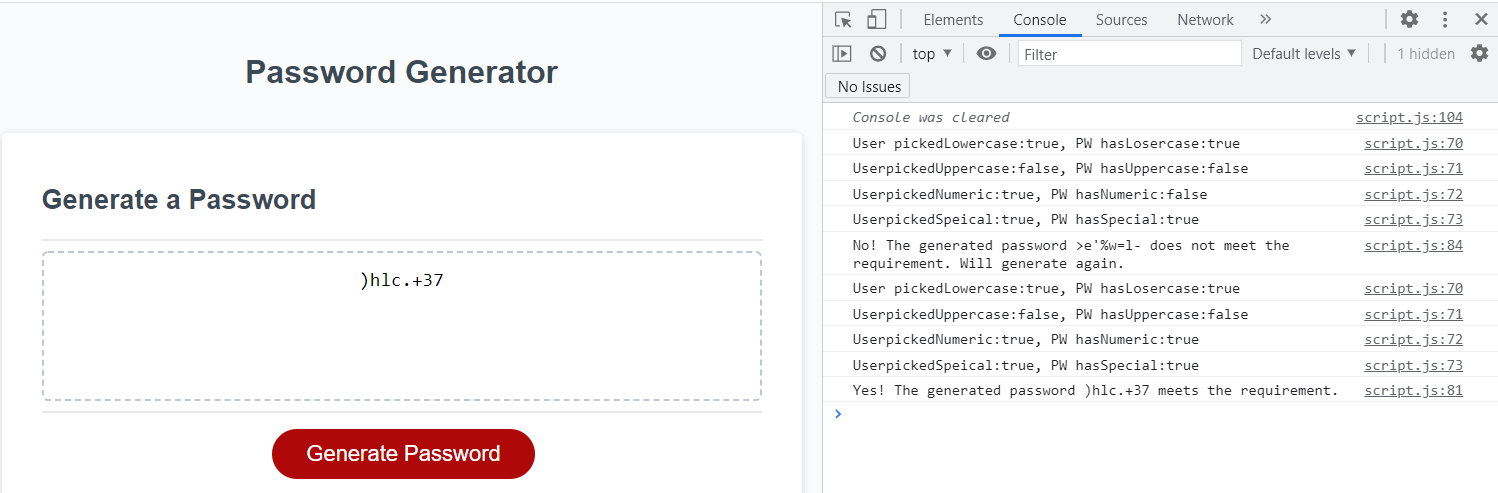 Password Generator
Generate a Password
)hlc.+37
Generate Password
Elements Console Sources Network »
top Filter Default levels 1 hidden
No Issues
Console was cleared script.js:104
User pickedLowercase:true, PW hasLosercase:true script.js:70
UserpickedUppercase:false, PW hasUppercase:false script.js:71
UserpickedNumeric:true, PW hasNumeric:false script.js:72
UserpickedSpeical:true, PW hasSpecial:true script.js:73
No! The generated password >e'%w=l- does not meet the script.js:84
requirement. Will generate again.
User pickedLowercase:true, PW hasLosercase:true script.js:70
UserpickedUppercase:false, PW hasUppercase:false script.js:71
UserpickedNumeric:true, PW hasNumeric:true script.js:72
UserpickedSpeical:true, PW hasSpecial:true script.js:73
Yes! The generated password )hlc.+37 meets the requirement. script.js:81